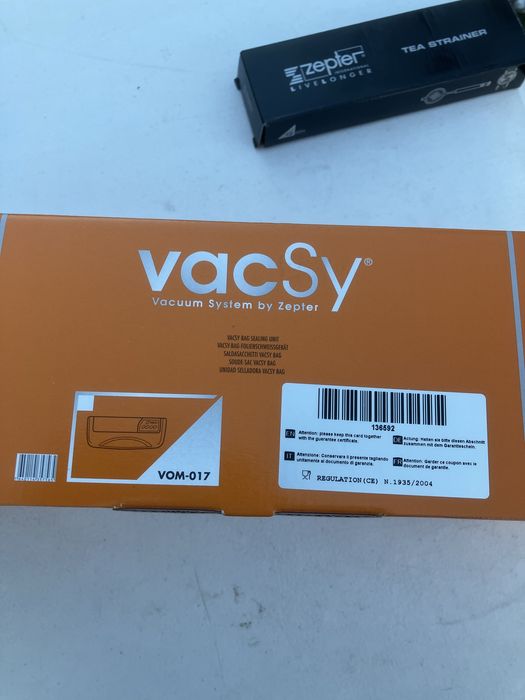 zepter
INTERNATIONAL
LIVELONGER
TEA STRAINER
vacSy®
Vacuum System by Zepter
VACSY BAG SEALING UNIT
VACSY BAG-FOLIENSCHWEISSGERÄT
SALDASACCHETTI VACSY BAG
SOUDE-SAC VACSY BAG
UNIDAD SELLADORA VACSY BAG
VOM-017
136592
EN Attention: please keep this card together
with the guarantee certificate.
DE Achtung: Halten sie bitte diesen Abschnitt
zusammen mit dem Garantieschein.
IT Attenzione: Conservare il presente tagliando
unitamente al documento di garanzia.
FR Attention: Garder ce coupon avec le
document de garantie.
REGULATION(CE) N.1935/2004